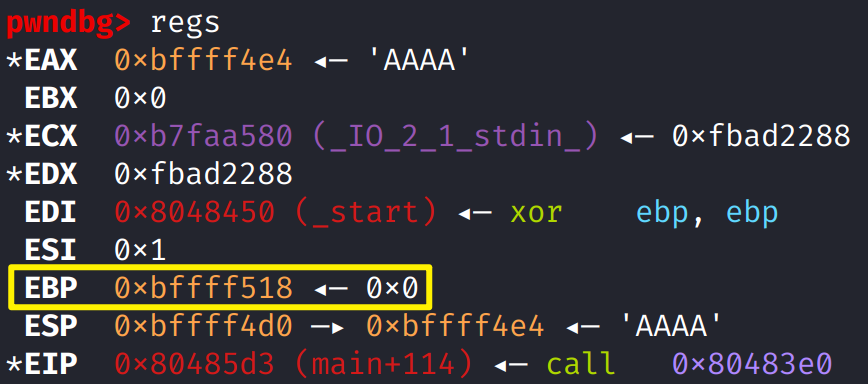 pwndbg> regs
*EAX 0×bffff4e4 ◂— 'AAAA'
EBX 0×0
*ECX 0×b7faa580 (_IO_2_1_stdin_) ◂— 0×fbad2288
*EDX 0×fbad2288
EDI 0×8048450 (_start) ◂— xor ebp, ebp
ESI 0×1
EBP 0×bffff518 ◂— 0×0
ESP 0×bffff4d0 —▸ 0×bffff4e4 ◂— 'AAAA'
*EIP 0×80485d3 (main+114) ◂— call 0×80483e0